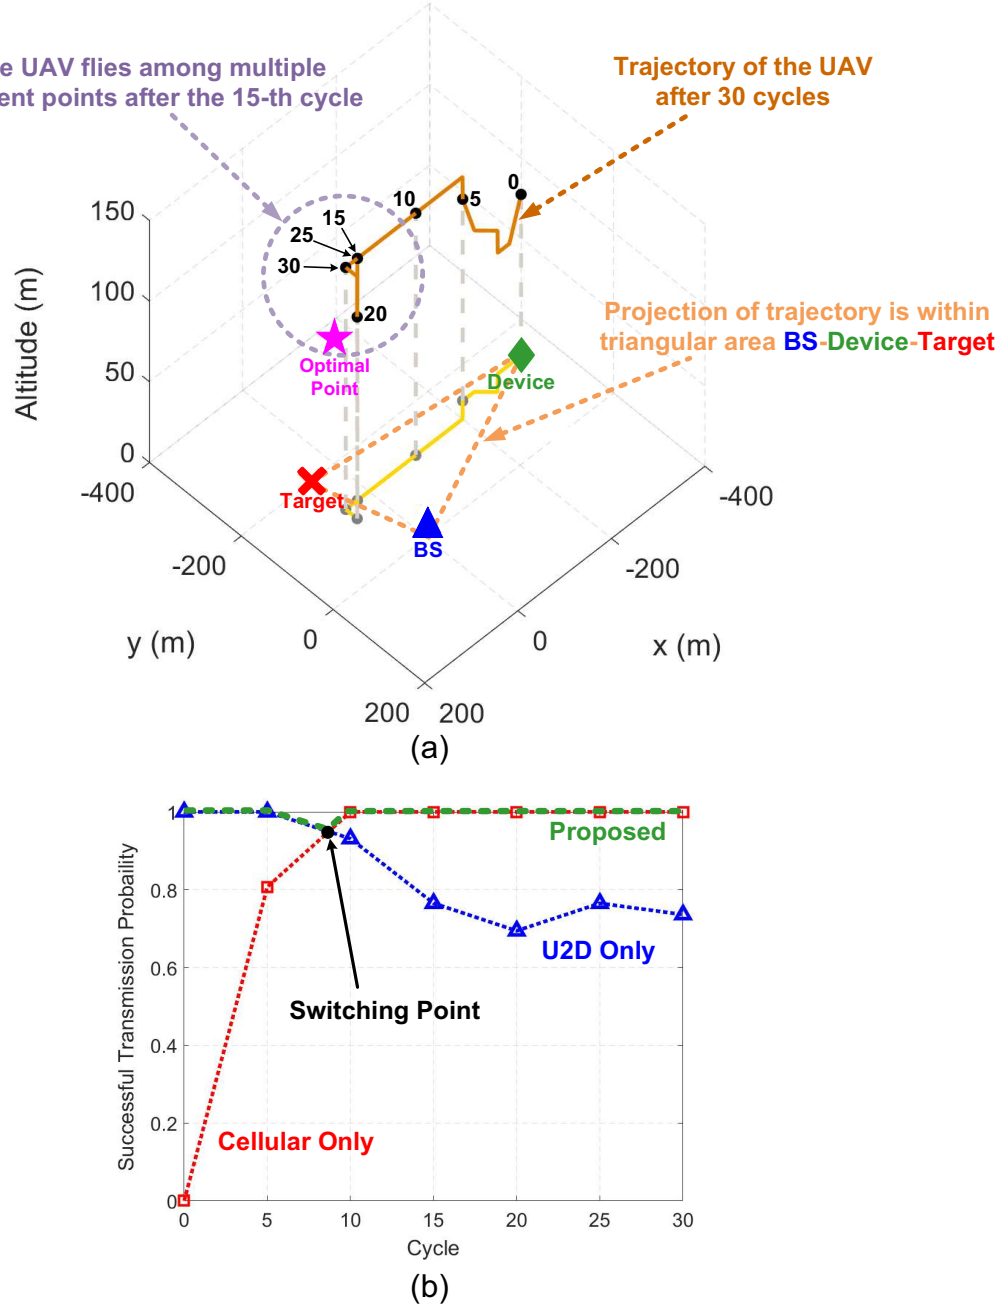 e UAV flies among multiple
ent points after the 15-th cycle
Trajectory of the UAV
after 30 cycles
0
5
10
15
25
30
20
150
100
50
0
Altitude (m)
Optimal
Point
Projection of trajectory is within
triangular area BS-Device-Target
Device
Target
BS
-400
-200
0
200
y (m)
-400
-200
0
200
x (m)
(a)
1
0.8
0.6
0.4
0.2
0
Successful Transmission Probaility
Proposed
U2D Only
Switching Point
Cellular Only
0
5
10
15
20
25
30
Cycle
(b)